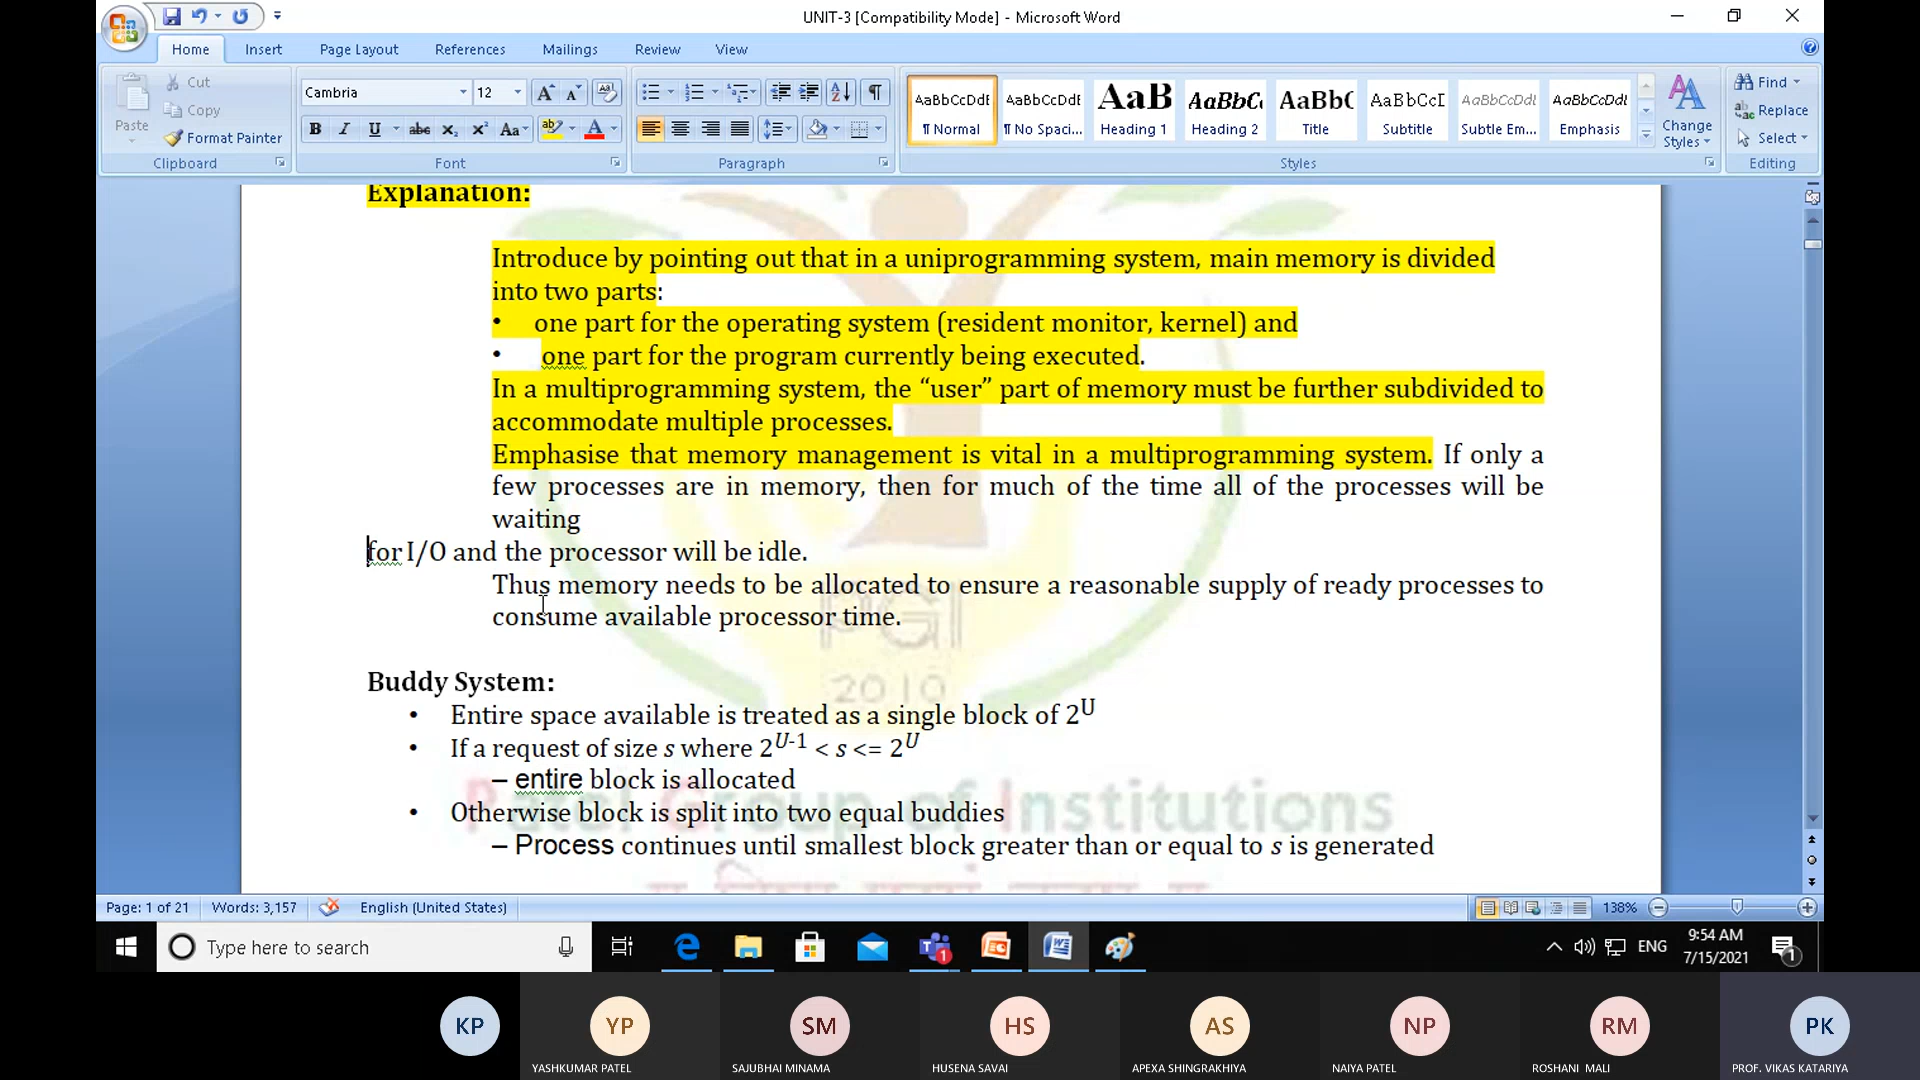 UNIT-3 [Compatibility Mode] - Microsoft Word
Home Insert Page Layout References Mailings Review View
Paste
Cut
Copy
Format Painter
Clipboard
Cambria 12
Font
Paragraph
AaBbCcDdE AaBbCcDdE AaB AaBbC AaBbC AaBbCcI AaBbCcDdl AaBbCcDdl
¶ Normal ¶ No Spaci... Heading 1 Heading 2 Title Subtitle Subtle Em... Emphasis
Styles
Change Styles
Find
Replace
Select
Editing
Explanation:
Introduce by pointing out that in a uniprogramming system, main memory is divided
into two parts:
• one part for the operating system (resident monitor, kernel) and
• one part for the program currently being executed.
In a multiprogramming system, the “user” part of memory must be further subdivided to
accommodate multiple processes.
Emphasise that memory management is vital in a multiprogramming system. If only a
few processes are in memory, then for much of the time all of the processes will be
waiting
for I/O and the processor will be idle.
Thus memory needs to be allocated to ensure a reasonable supply of ready processes to
consume available processor time.
PGI
2010
Buddy System:
• Entire space available is treated as a single block of 2^U
• If a request of size s where 2^U-1 < s <= 2^U
– entire block is allocated
Patel Group of Institutions
• Otherwise block is split into two equal buddies
– Process continues until smallest block greater than or equal to s is generated
Page: 1 of 21 Words: 3,157 English (United States) 138%
Type here to search
ENG
9:54 AM
7/15/2021
KP YP SM HS AS NP RM PK
YASHKUMAR PATEL SAJUBHAI MINAMA HUSENA SAVAI APEXA SHINGRAKHIYA NAIYA PATEL ROSHANI MALI PROF. VIKAS KATARIYA